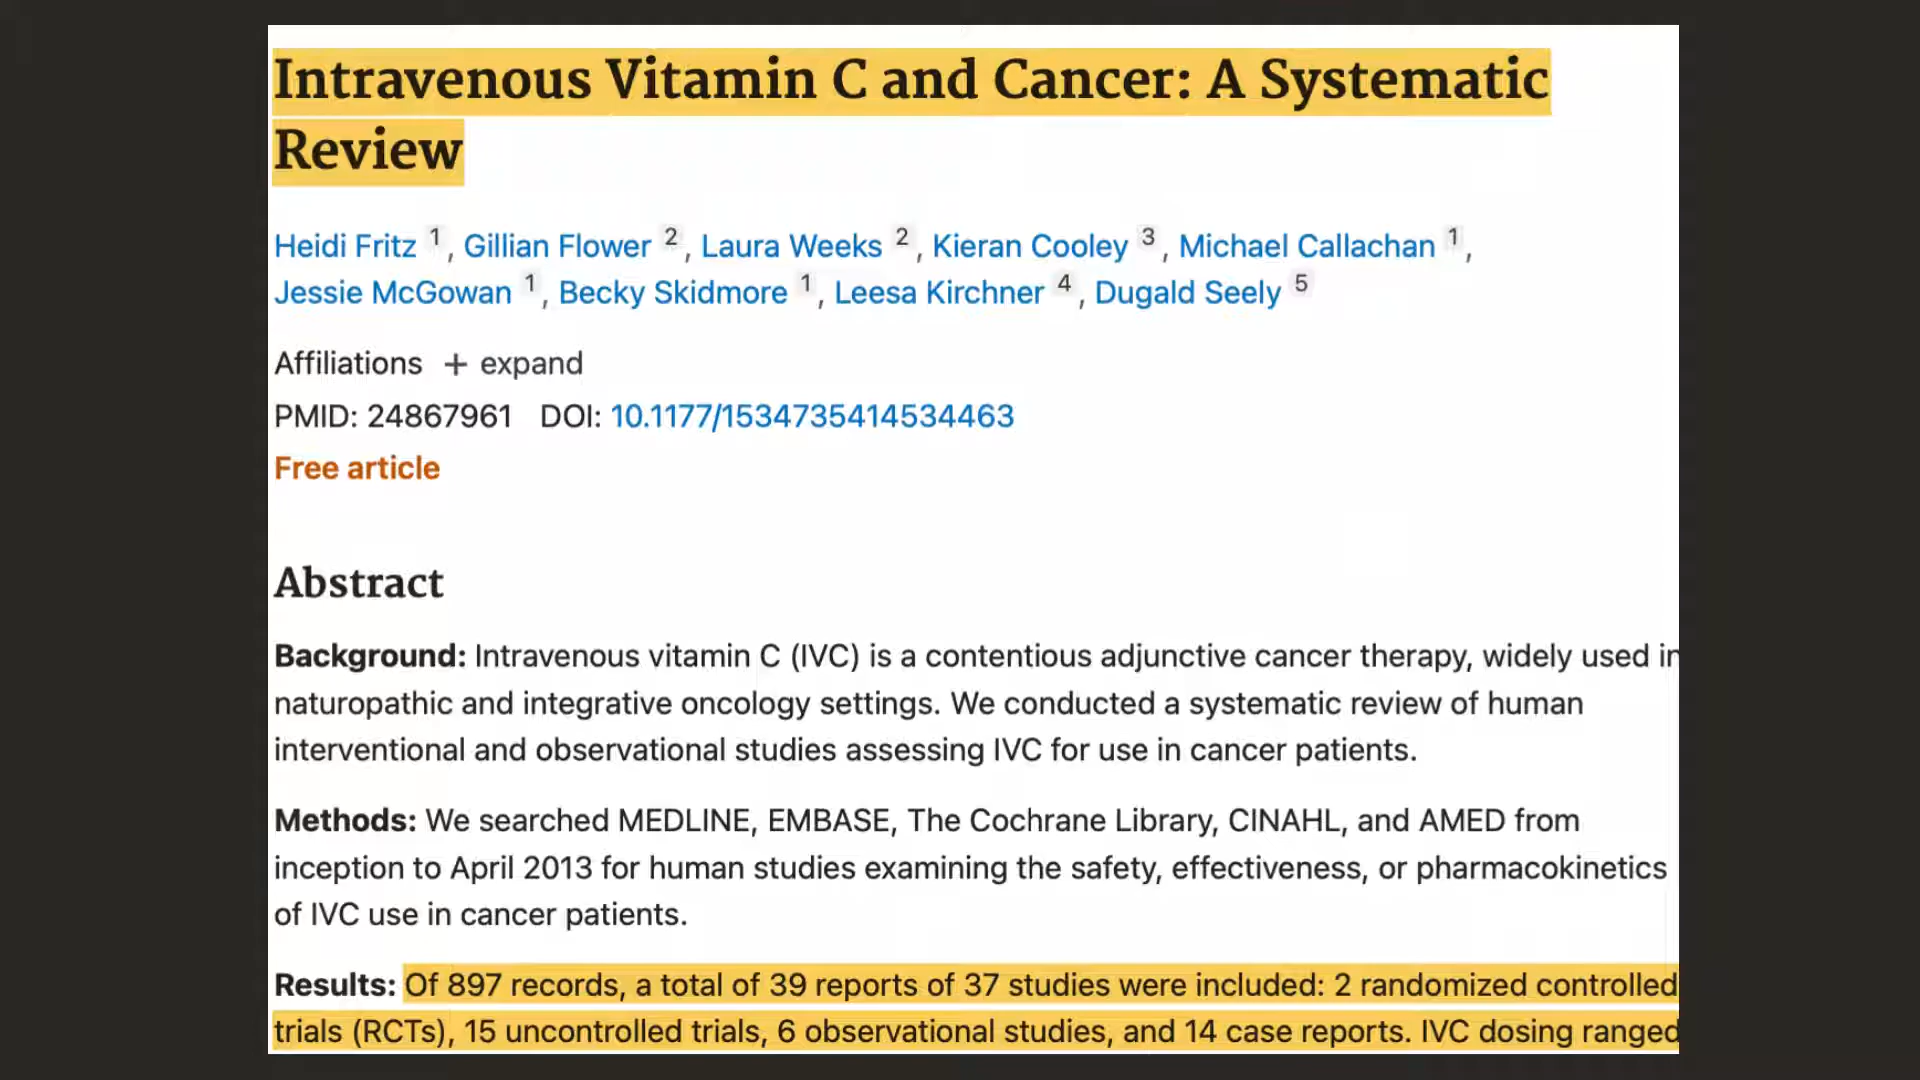 Intravenous Vitamin C and Cancer: A Systematic
Review
Heidi Fritz 1, Gillian Flower 2, Laura Weeks 2, Kieran Cooley 3, Michael Callachan 1,
Jessie McGowan 1, Becky Skidmore 1, Leesa Kirchner 4, Dugald Seely 5
Affiliations + expand
PMID: 24867961 DOI: 10.1177/1534735414534463
Free article
Abstract
Background: Intravenous vitamin C (IVC) is a contentious adjunctive cancer therapy, widely used in
naturopathic and integrative oncology settings. We conducted a systematic review of human
interventional and observational studies assessing IVC for use in cancer patients.
Methods: We searched MEDLINE, EMBASE, The Cochrane Library, CINAHL, and AMED from
inception to April 2013 for human studies examining the safety, effectiveness, or pharmacokinetics
of IVC use in cancer patients.
Results: Of 897 records, a total of 39 reports of 37 studies were included: 2 randomized controlled
trials (RCTs), 15 uncontrolled trials, 6 observational studies, and 14 case reports. IVC dosing ranged